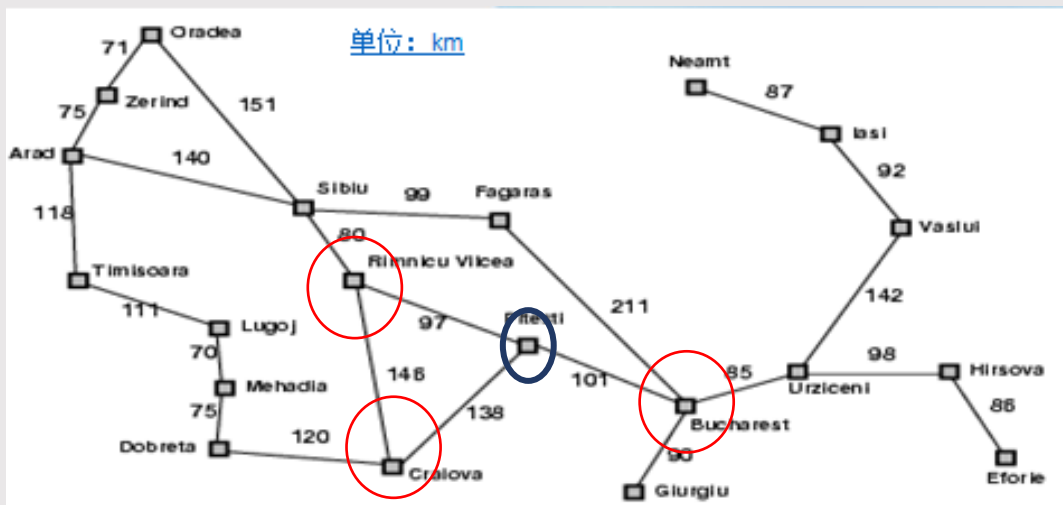 Oradea
71
单位：km
Neamt
87
Zerind
75
151
Iasi
Arad
140
92
Sibiu
99
Fagaras
118
80
Vaslui
Timisoara
Rimnicu Vilcea
111
Lugoj
97
Pitesti
211
142
70
146
98
Mehadia
101
85
Hirsova
Urziceni
75
138
86
Dobreta
120
Bucharest
Craiova
90
Eforie
Giurgiu